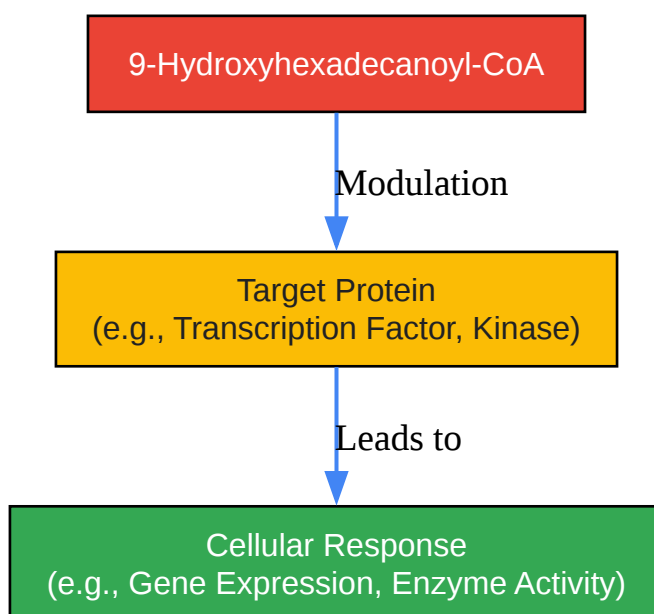 9-Hydroxyhexadecanoyl-CoA
Modulation
Target Protein
(e.g., Transcription Factor, Kinase)
Leads to
Cellular Response
(e.g., Gene Expression, Enzyme Activity)